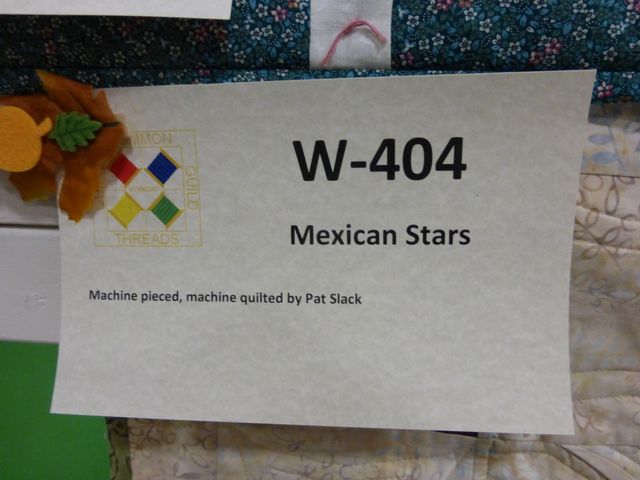 W-404
Mexican Stars
Machine pieced, machine quilted by Pat Slack
THREADS
GUILD